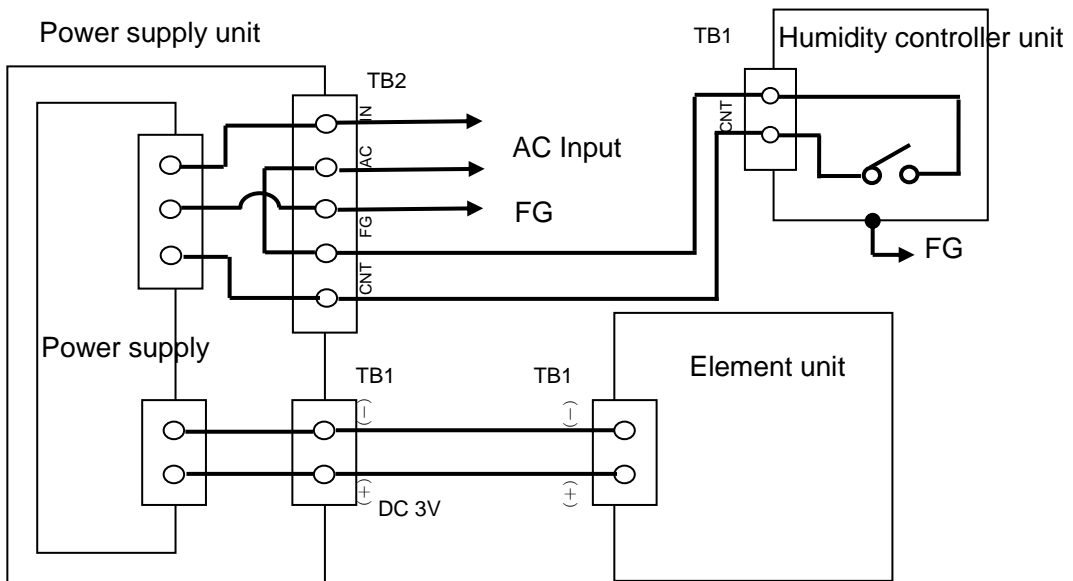 Power supply unit
TB1
Humidity controller unit
TB2
IN
AC
AC Input
CNT
FG
FG
FG
CNT
Power supply
TB1
TB1
Element unit
(−)
(−)
(+)
DC 3V
(+)